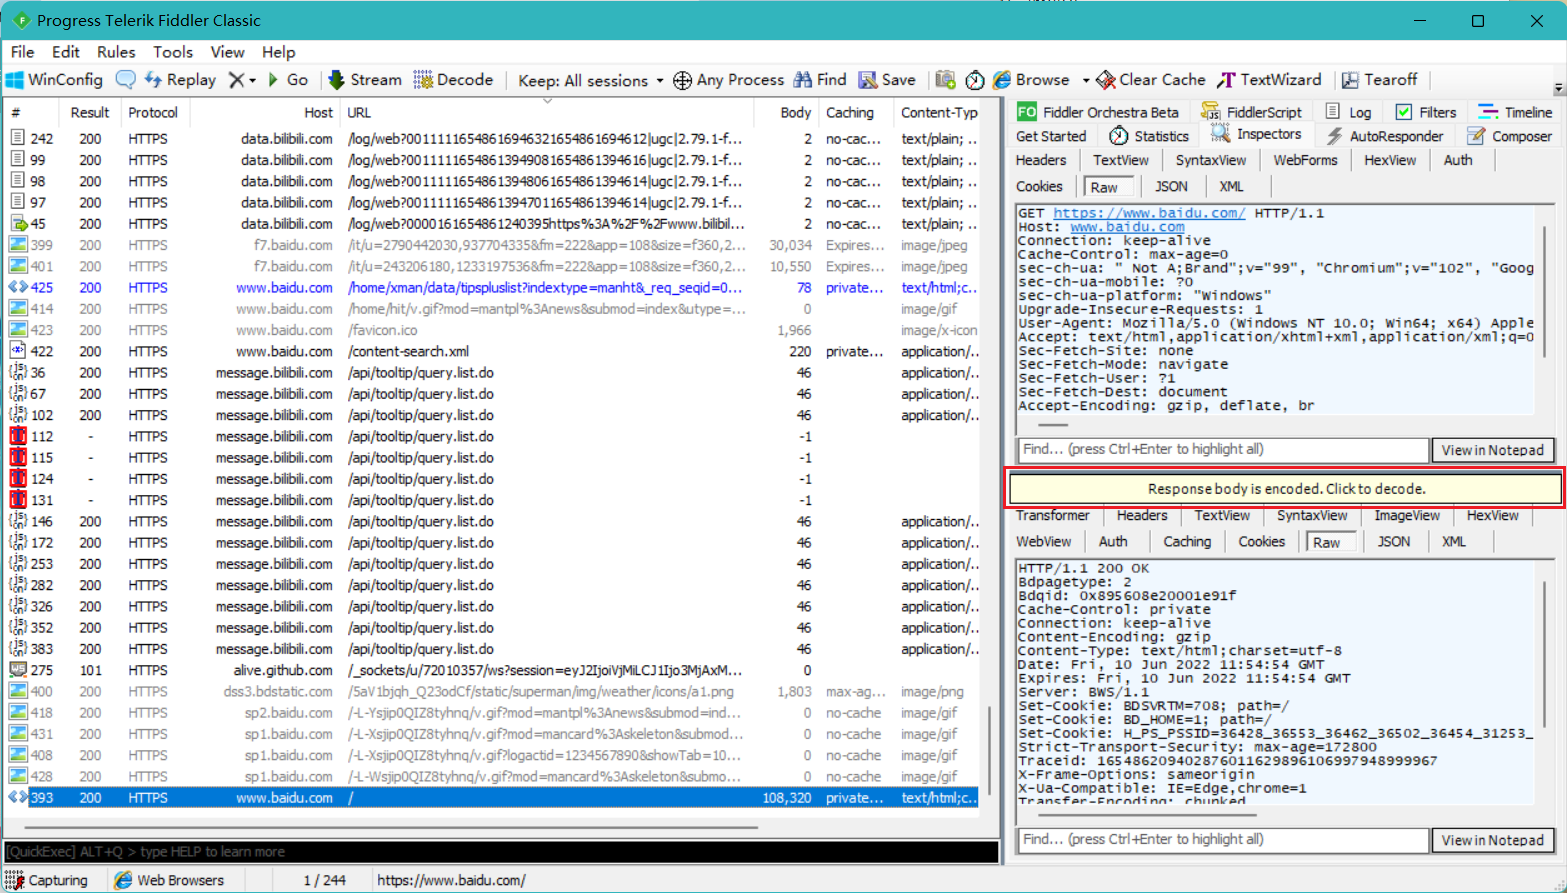 Progress Telerik Fiddler Classic
File Edit Rules Tools View Help
WinConfig Replay Go Stream Decode Keep: All sessions Any Process Find Save Browse Clear Cache TextWizard Tearoff
# Result Protocol Host URL Body Caching Content-Typ
242 200 HTTPS data.bilibili.com /log/web?001111165486169463216548616946​12|ugc|2.79.1-f... 2 no-cac... text/plain; ...
99 200 HTTPS data.bilibili.com /log/web?0011111654861394908165486139461​6|ugc|2.79.1-f... 2 no-cac... text/plain; ...
98 200 HTTPS data.bilibili.com /log/web?0011111654861394806165486139461​4|ugc|2.79.1-f... 2 no-cac... text/plain; ...
97 200 HTTPS data.bilibili.com /log/web?0011111654861394701165486139461​4|ugc|2.79.1-f... 2 no-cac... text/plain; ...
45 200 HTTPS data.bilibili.com /log/web?0000161654861240395https%3A%2F%2Fwww.bilibil... 2 no-cac... text/plain; ...
399 200 HTTPS f7.baidu.com /it/u=2790442030,937704335&fm=222&app=108&size=f360,2... 30,034 Expires... image/jpeg
401 200 HTTPS f7.baidu.com /it/u=243206180,1233197536&fm=222&app=108&size=f360,2... 10,550 Expires... image/jpeg
425 200 HTTPS www.baidu.com /home/xman/data/tipspluslist?indextype=manht&_req_seqid=0... 78 private... text/html;c...
414 200 HTTPS www.baidu.com /home/hit/v.gif?mod=mantpl%3Anews&submod=index&utype=... 0 image/gif
423 200 HTTPS www.baidu.com /favicon.ico 1,966 image/x-icon
422 200 HTTPS www.baidu.com /content-search.xml 220 private... application/...
36 200 HTTPS message.bilibili.com /api/tooltip/query.list.do 46 application/...
67 200 HTTPS message.bilibili.com /api/tooltip/query.list.do 46 application/...
102 200 HTTPS message.bilibili.com /api/tooltip/query.list.do 46 application/...
112 - HTTPS message.bilibili.com /api/tooltip/query.list.do -1
115 - HTTPS message.bilibili.com /api/tooltip/query.list.do -1
124 - HTTPS message.bilibili.com /api/tooltip/query.list.do -1
131 - HTTPS message.bilibili.com /api/tooltip/query.list.do -1
146 200 HTTPS message.bilibili.com /api/tooltip/query.list.do 46 application/...
172 200 HTTPS message.bilibili.com /api/tooltip/query.list.do 46 application/...
253 200 HTTPS message.bilibili.com /api/tooltip/query.list.do 46 application/...
282 200 HTTPS message.bilibili.com /api/tooltip/query.list.do 46 application/...
326 200 HTTPS message.bilibili.com /api/tooltip/query.list.do 46 application/...
352 200 HTTPS message.bilibili.com /api/tooltip/query.list.do 46 application/...
383 200 HTTPS message.bilibili.com /api/tooltip/query.list.do 46 application/...
275 101 HTTPS alive.github.com /_sockets/u/72010357/ws?session=eyJ2IjoiVjMiLCJ1Ijo3MjAxM... 0
400 200 HTTPS dss3.bdstatic.com /5aV1bjqh_Q23odCf/static/superman/img/weather/icons/a1.png 1,803 max-ag... image/png
418 200 HTTPS sp2.baidu.com /-L-Ysjip0QIZ8tyhnq/v.gif?mod=mantpl%3Anews&submod=ind... 0 no-cache image/gif
431 200 HTTPS sp1.baidu.com /-L-Xsjip0QIZ8tyhnq/v.gif?mod=mancard%3Askeleton&submo... 0 no-cache image/gif
408 200 HTTPS sp1.baidu.com /-L-Xsjip0QIZ8tyhnq/v.gif?logactid=1234567890&showTab=10... 0 no-cache image/gif
428 200 HTTPS sp1.baidu.com /-L-Wsjip0QIZ8tyhnq/v.gif?mod=mancard%3Askeleton&submo... 0 no-cache image/gif
393 200 HTTPS www.baidu.com / 108,320 private... text/html;c...
[QuickExec] ALT+Q > type HELP to learn more
Capturing Web Browsers 1 / 244 https://www.baidu.com/
FO Fiddler Orchestra Beta FiddlerScript Log Filters Timeline
Get Started Statistics Inspectors AutoResponder Composer
Headers TextView SyntaxView WebForms HexView Auth
Cookies Raw JSON XML
GET https://www.baidu.com/ HTTP/1.1
Host: www.baidu.com
Connection: keep-alive
Cache-Control: max-age=0
sec-ch-ua: " Not A;Brand";v="99", "Chromium";v="102", "Goog
sec-ch-ua-mobile: ?0
sec-ch-ua-platform: "Windows"
Upgrade-Insecure-Requests: 1
User-Agent: Mozilla/5.0 (Windows NT 10.0; Win64; x64) Apple
Accept: text/html,application/xhtml+xml,application/xml;q=0
Sec-Fetch-Site: none
Sec-Fetch-Mode: navigate
Sec-Fetch-User: ?1
Sec-Fetch-Dest: document
Accept-Encoding: gzip, deflate, br
Find... (press Ctrl+Enter to highlight all) View in Notepad
Response body is encoded. Click to decode.
Transformer Headers TextView SyntaxView ImageView HexView
WebView Auth Caching Cookies Raw JSON XML
HTTP/1.1 200 OK
Bdpagetype: 2
Bdqid: 0x895608e20001e91f
Cache-Control: private
Connection: keep-alive
Content-Encoding: gzip
Content-Type: text/html;charset=utf-8
Date: Fri, 10 Jun 2022 11:54:54 GMT
Expires: Fri, 10 Jun 2022 11:54:54 GMT
Server: BWS/1.1
Set-Cookie: BDSVRTM=708; path=/
Set-Cookie: BD_HOME=1; path=/
Set-Cookie: H_PS_PSSID=36428_36553_36462_36502_36454_31253_
Strict-Transport-Security: max-age=172800
Traceid: 1654862094028760116298961069979​48999967
X-Frame-Options: sameorigin
X-Ua-Compatible: IE=Edge,chrome=1
Transfer-Encoding: chunked
Find... (press Ctrl+Enter to highlight all) View in Notepad